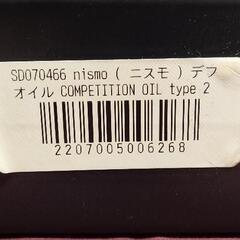 SD070466 nismo ( ニスモ ) デフ
オイル COMPETITION OIL type 2
2207005006268